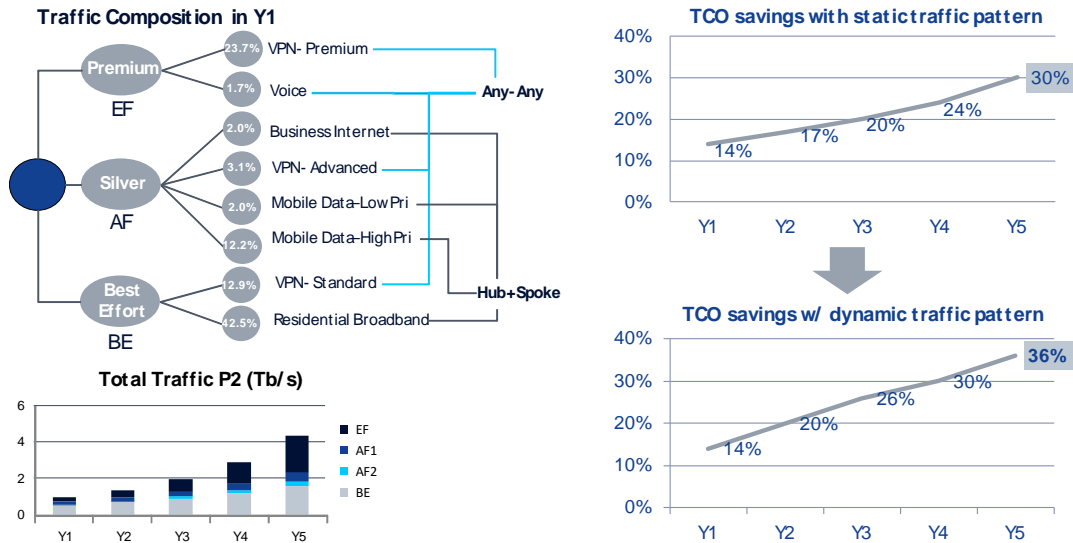 Traffic Composition in Y1
Premium
EF
23.7%
VPN- Premium
1.7%
Voice
Any- Any
Silver
AF
2.0%
Business Internet
3.1%
VPN- Advanced
2.0%
Mobile Data-Low Pri
12.2%
Mobile Data-High Pri
Best
Effort
BE
12.9%
VPN- Standard
42.5%
Residential Broadband
Hub+Spoke
Total Traffic P2 (Tb/s)
6
4
2
0
Y1
Y2
Y3
Y4
Y5
EF
AF1
AF2
BE
TCO savings with static traffic pattern
40%
30%
20%
10%
0%
14%
17%
20%
24%
30%
Y1
Y2
Y3
Y4
Y5
TCO savings w/ dynamic traffic pattern
40%
30%
20%
10%
0%
14%
20%
26%
30%
36%
Y1
Y2
Y3
Y4
Y5